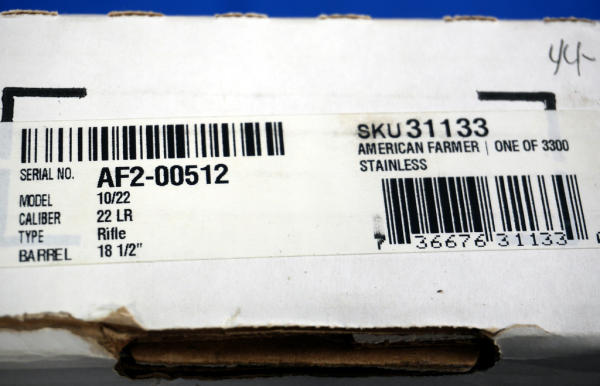 44-
SKU 31133
AMERICAN FARMER | ONE OF 3300
STAINLESS
SERIAL NO. AF2-00512
MODEL 10/22
CALIBER 22 LR
TYPE Rifle
BARREL 18 1/2"
7 36676 31133